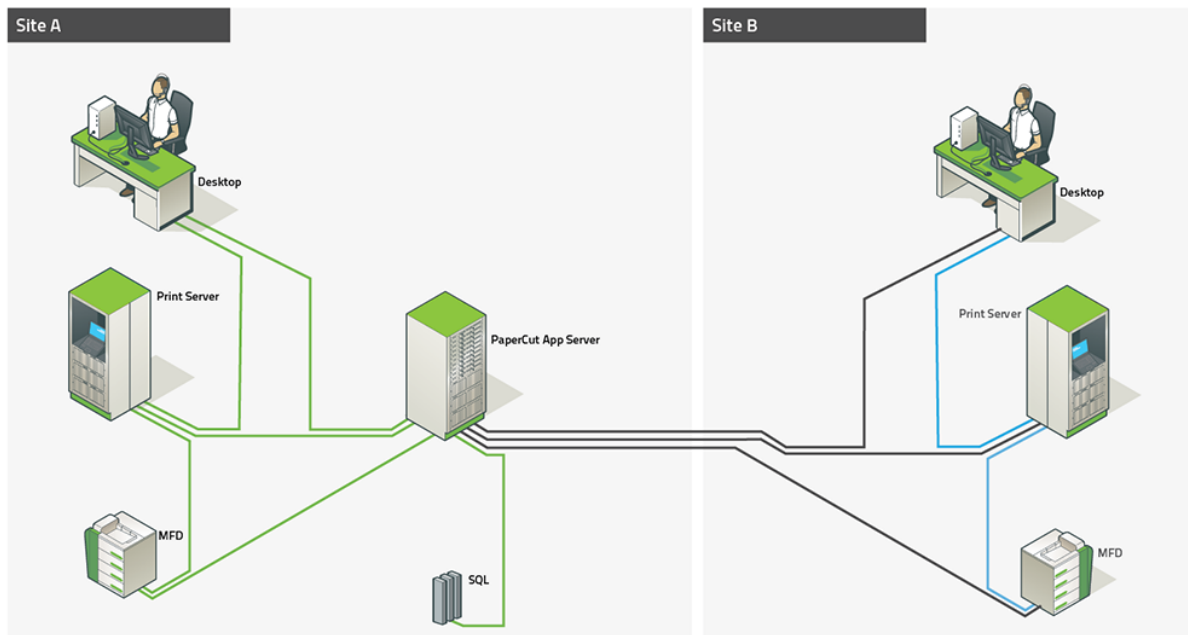 Site A
Site B
Desktop
Desktop
Print Server
Print Server
PaperCut App Server
MFD
MFD
SQL